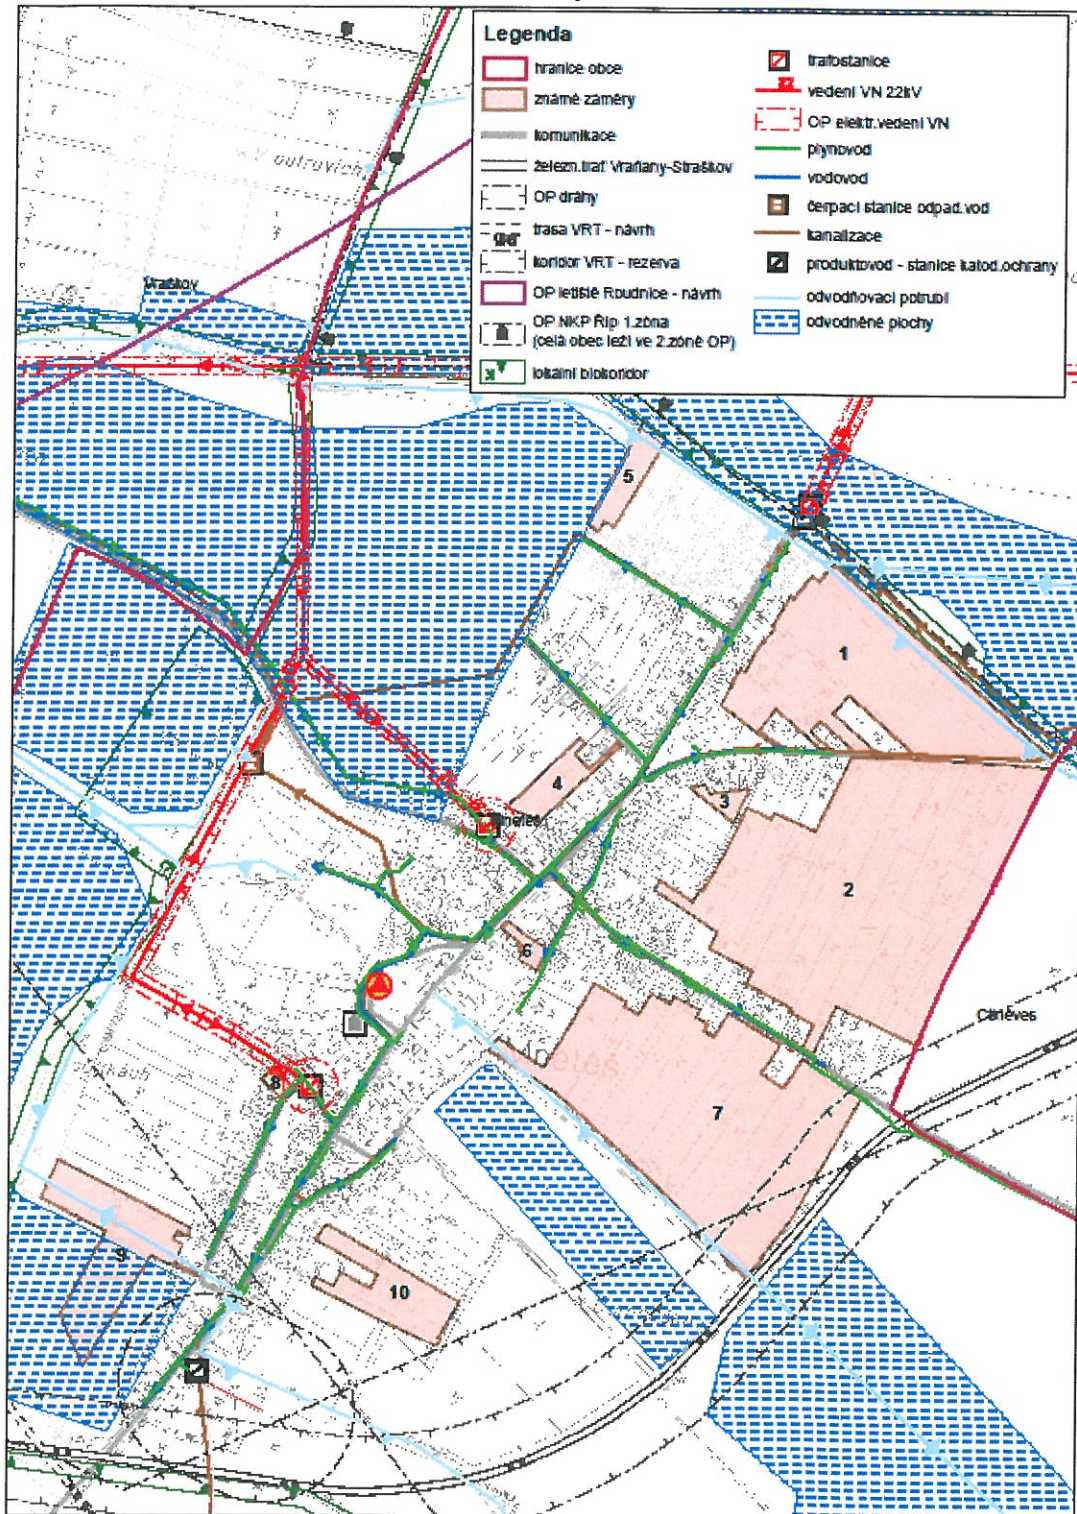 Legenda
hranice obce
známé záměry
komunikace
železn.trať Vraňany-Straškov
OP dráhy
trasa VRT - návrh
koridor VRT - rezerva
OP letiště Roudnice - návrh
OP NKP Říp 1.zóna
(celá obec leží ve 2.zóně OP)
lokální biokoridor
trafostanice
vedení VN 22kV
OP elektr.vedení VN
plynovod
vodovod
čerpací stanice odpad.vod
kanalizace
produktovod - stanice katod.ochrany
odvodňovací potrubí
odvodněné plochy
Vražkov
5
1
4
3
2
6
Ctiněves
7
8
9
10